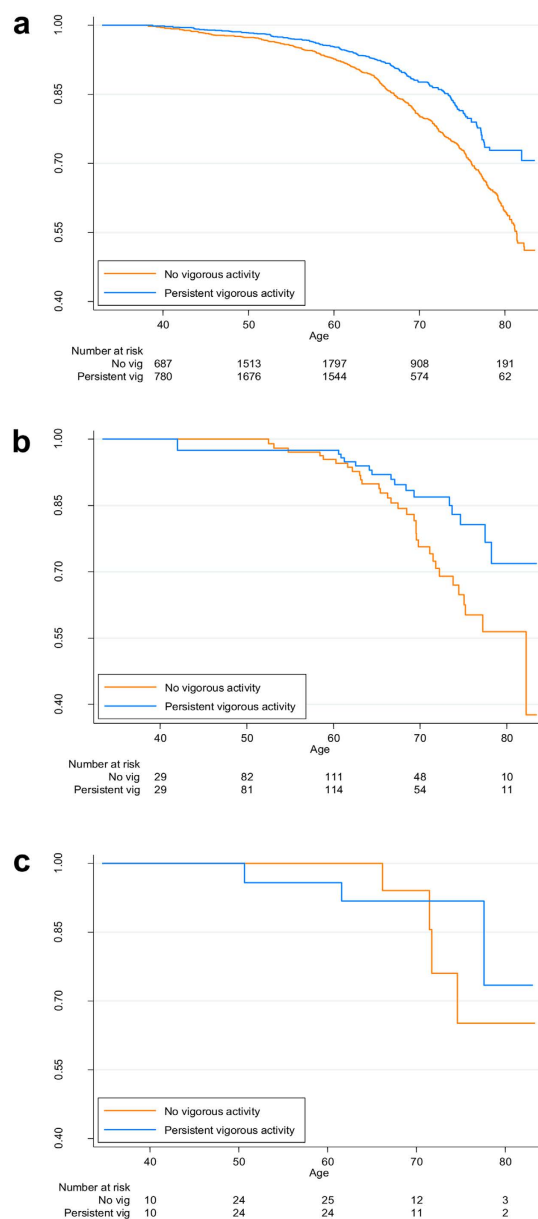 a
1.00
0.85
0.70
0.55
0.40
No vigorous activity
Persistent vigorous activity
40 50 60 70 80
Age
Number at risk
No vig 687 1513 1797 908 191
Persistent vig 780 1676 1544 574 62
b
1.00
0.85
0.70
0.55
0.40
No vigorous activity
Persistent vigorous activity
40 50 60 70 80
Age
Number at risk
No vig 29 82 111 48 10
Persistent vig 29 81 114 54 11
c
1.00
0.85
0.70
0.55
0.40
No vigorous activity
Persistent vigorous activity
40 50 60 70 80
Age
Number at risk
No vig 10 24 25 12 3
Persistent vig 10 24 24 11 2